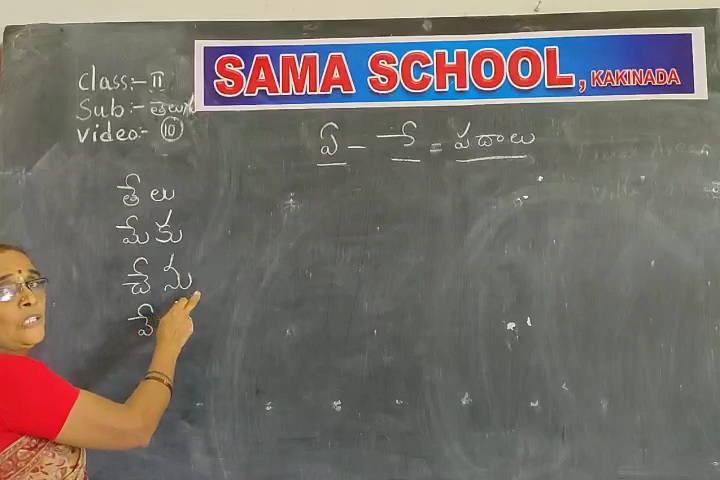 SAMA SCHOOL, KAKINADA
Class:- II
Sub:- తెలుగు
Video:- 10
ఏ - ే = పదాలు
తేలు
మేకు
చేను
వే